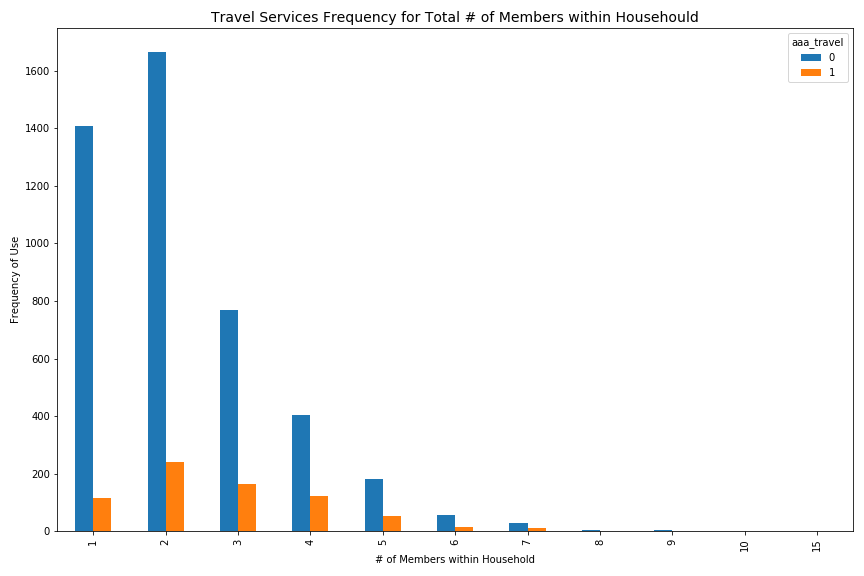 Travel Services Frequency for Total # of Members within Househould
aaa_travel
0
1
1600
1400
1200
1000
800
600
400
200
0
Frequency of Use
1 2 3 4 5 6 7 8 9 10 15
# of Members within Household